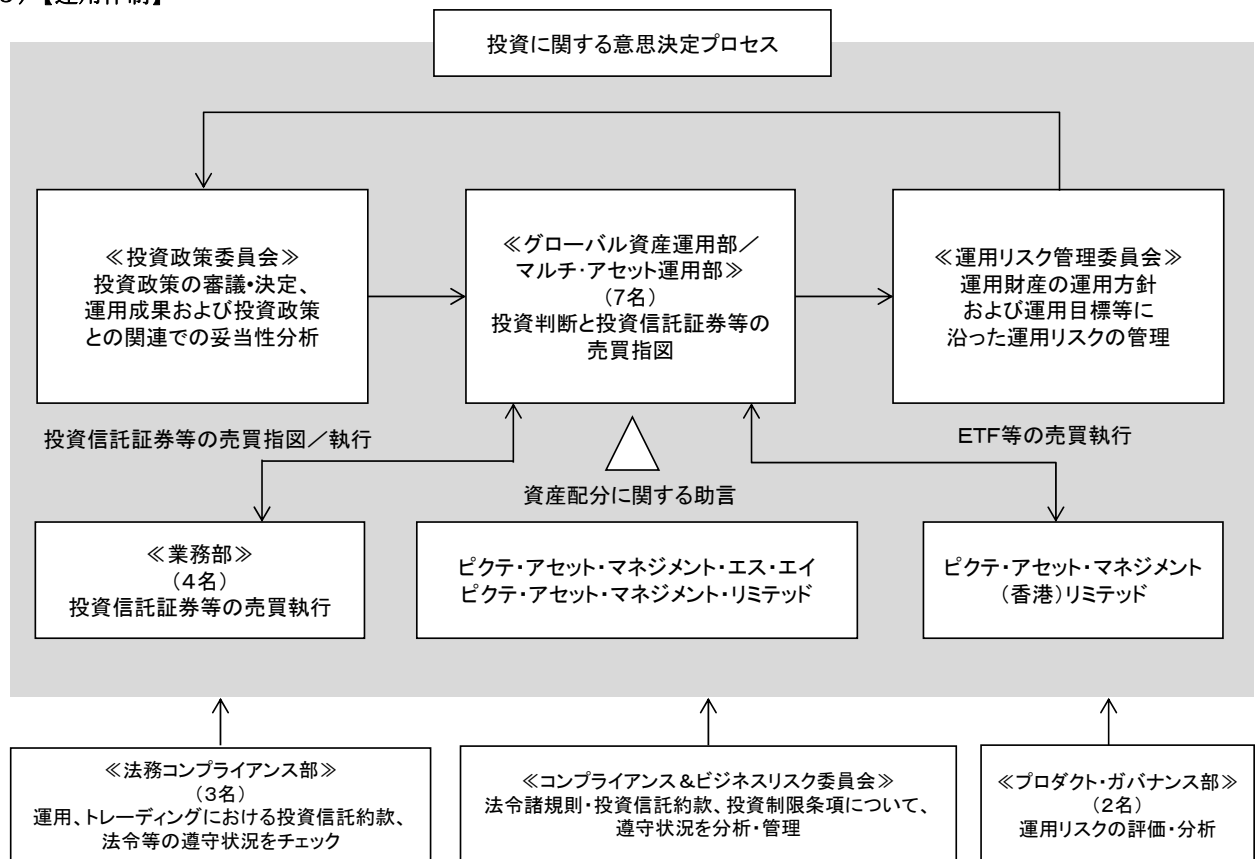 【運用体制】
投資に関する意思決定プロセス
≪投資政策委員会≫
投資政策の審議・決定、
運用成果および投資政策
との関連での妥当性分析
≪グローバル資産運用部／
マルチ・アセット運用部≫
（7名）
投資判断と投資信託証券等の
売買指図
≪運用リスク管理委員会≫
運用財産の運用方針
および運用目標等に
沿った運用リスクの管理
投資信託証券等の売買指図／執行
ETF等の売買執行
資産配分に関する助言
≪業務部≫
（4名）
投資信託証券等の売買執行
ピクテ・アセット・マネジメント・エス・エイ
ピクテ・アセット・マネジメント・リミテッド
ピクテ・アセット・マネジメント
（香港）リミテッド
≪法務コンプライアンス部≫
（3名）
運用、トレーディングにおける投資信託約款、
法令等の遵守状況をチェック
≪コンプライアンス＆ビジネスリスク委員会≫
法令諸規則・投資信託約款、投資制限条項について、
遵守状況を分析・管理
≪プロダクト・ガバナンス部≫
（2名）
運用リスクの評価・分析